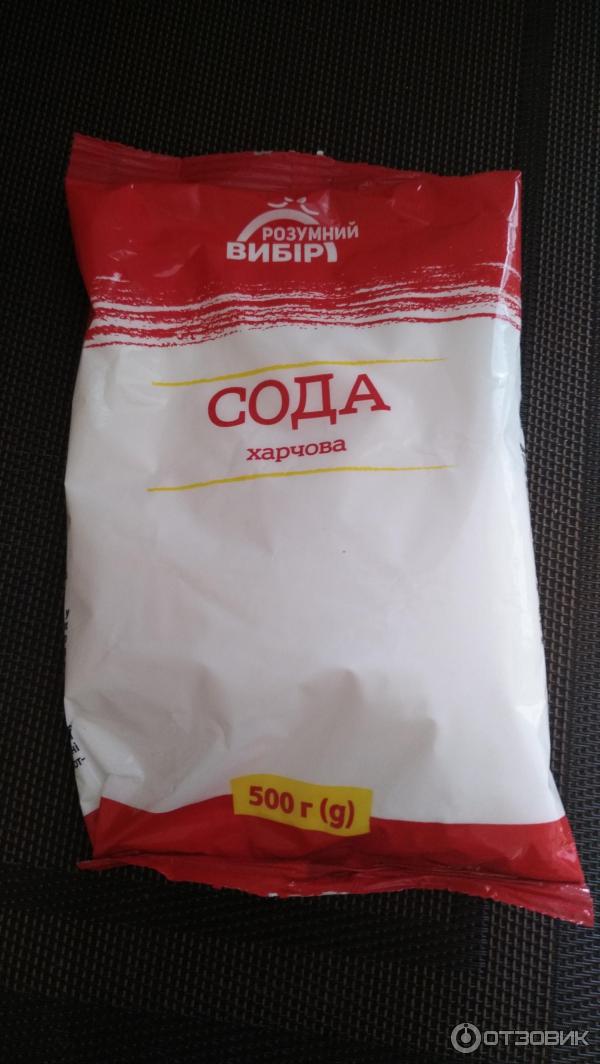 РОЗУМНИЙ
ВИБІР
СОДА
харчова
500 г (g)
ОТЗОВИК